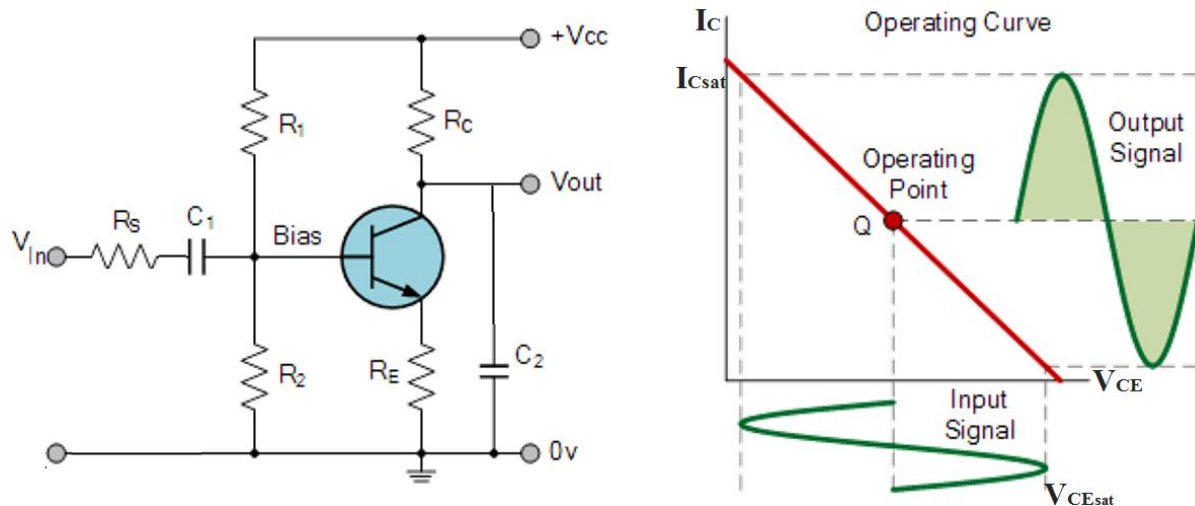 +Vcc
R₁
RC
Vout
RS
C₁
VIn
Bias
R₂
RE
C₂
0v
IC
Operating Curve
ICsat
Output
Signal
Operating
Point
Q
VCE
Input
Signal
VCEsat